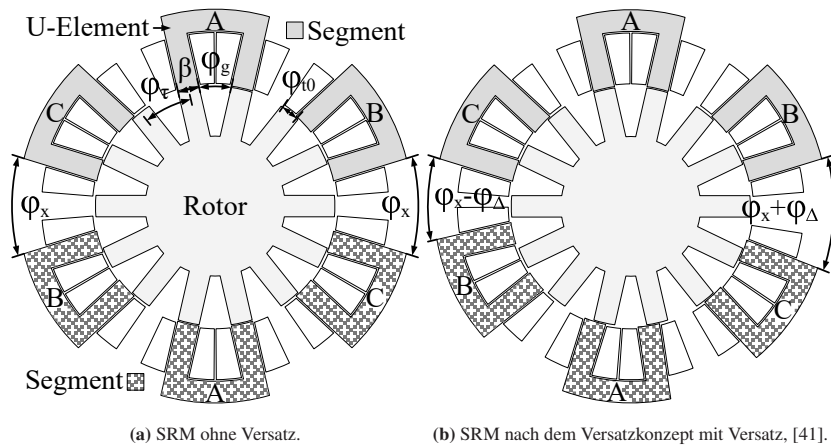 U-Element
Segment
A
φτ
β
φg
φt0
C
B
φx
Rotor
φx
B
C
A
Segment
(a) SRM ohne Versatz.
A
C
B
φx-φΔ
φx+φΔ
B
C
A
(b) SRM nach dem Versatzkonzept mit Versatz, [41].